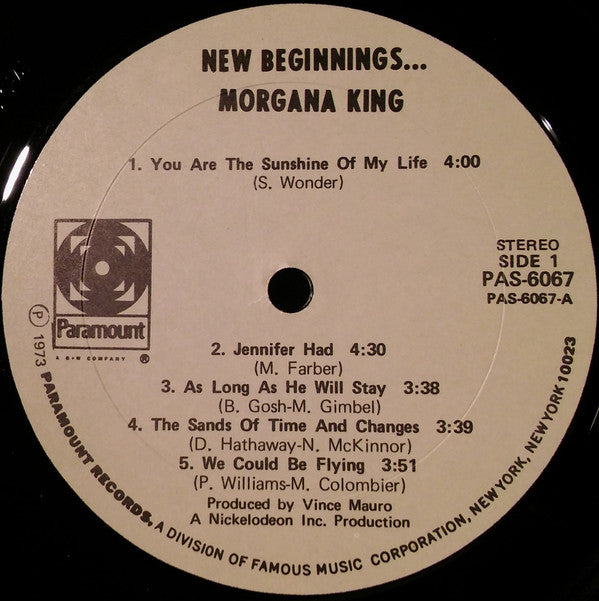 NEW BEGINNINGS...
MORGANA KING
1. You Are The Sunshine Of My Life 4:00
(S. Wonder)
STEREO
SIDE 1
PAS-6067
PAS-6067-A
Paramount
A G+W COMPANY ®
2. Jennifer Had 4:30
(M. Farber)
3. As Long As He Will Stay 3:38
(B. Gosh-M. Gimbel)
4. The Sands Of Time And Changes 3:39
(D. Hathaway-N. McKinnor)
5. We Could Be Flying 3:51
(P. Williams-M. Colombier)
Produced by Vince Mauro
A Nickelodeon Inc. Production
Ⓟ 1973 PARAMOUNT RECORDS, A DIVISION OF FAMOUS MUSIC CORPORATION, NEW YORK, NEW YORK 10023